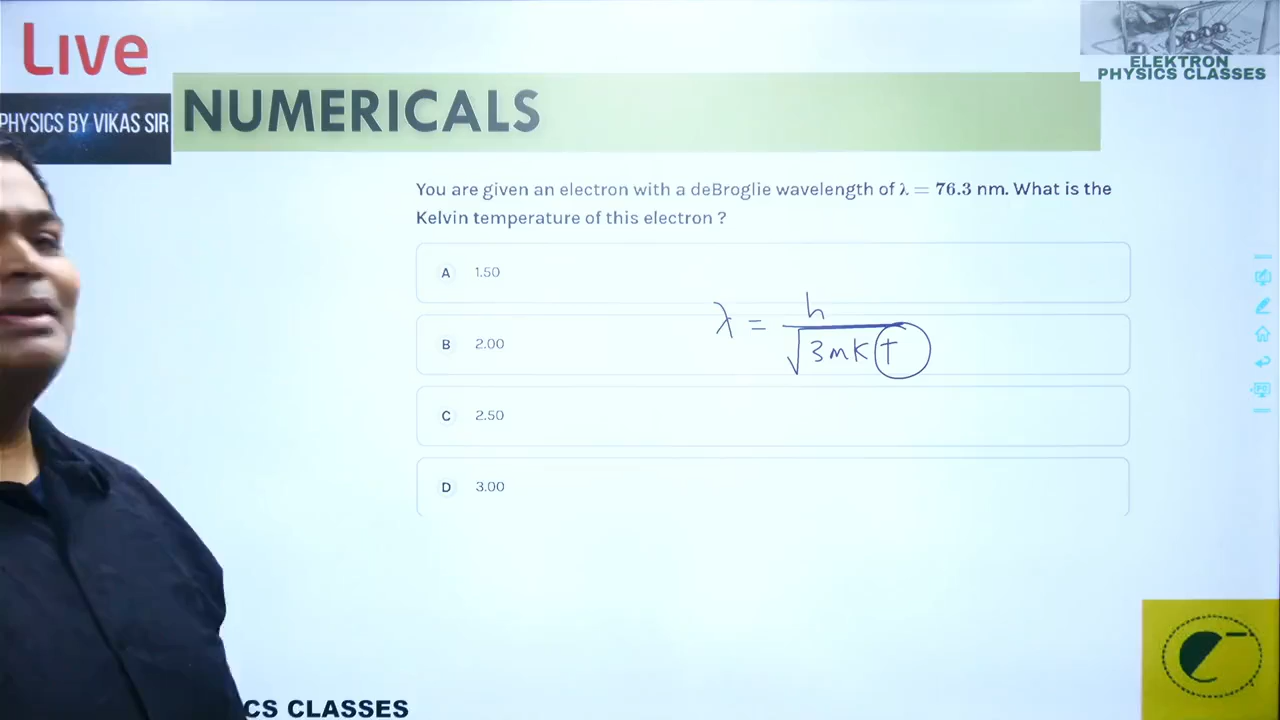 Live
ELEKTRON
PHYSICS CLASSES
PHYSICS BY VIKAS SIR
NUMERICALS
You are given an electron with a deBroglie wavelength of λ = 76.3 nm. What is the
Kelvin temperature of this electron ?
A 1.50
B 2.00
C 2.50
D 3.00
λ = h / √3mKT
CS CLASSES